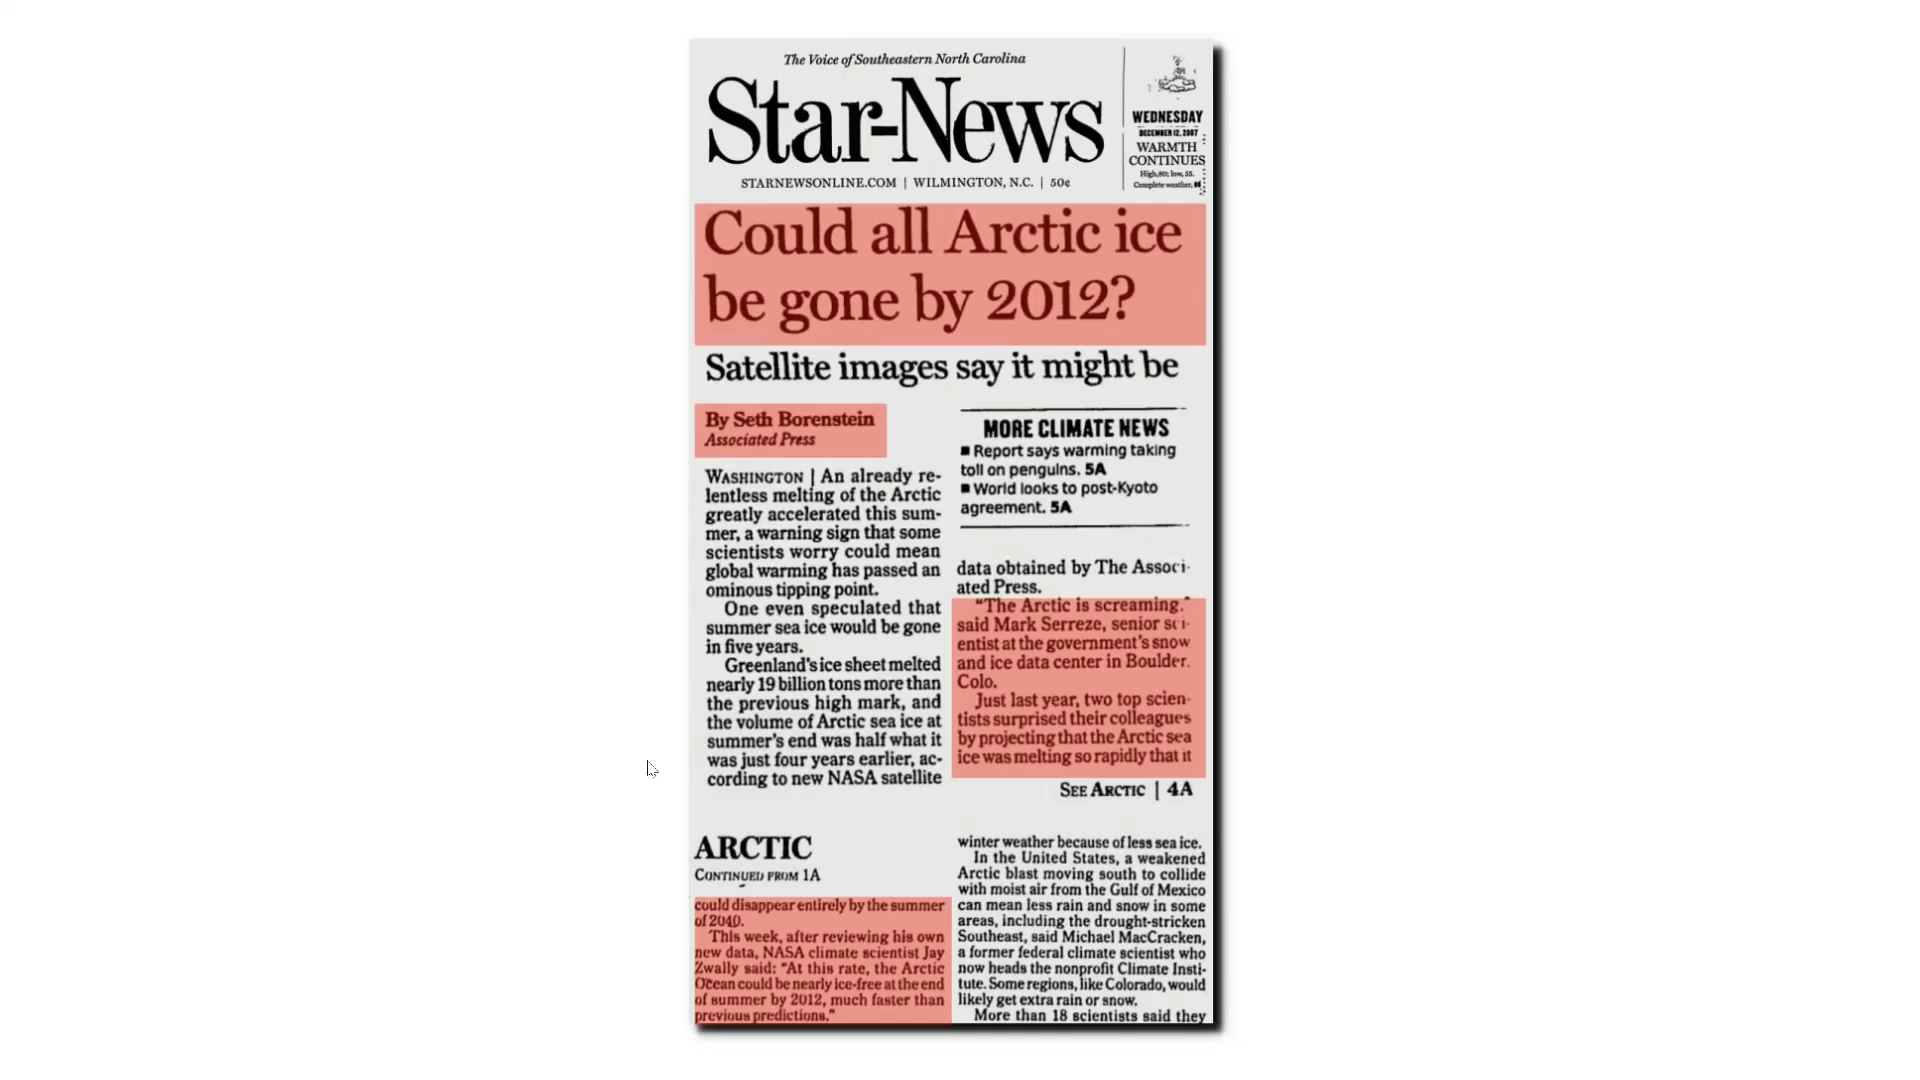 The Voice of Southeastern North Carolina
Star-News
STARNEWSONLINE.COM | WILMINGTON, N.C. | 50¢
WEDNESDAY
DECEMBER 12, 2007
WARMTH
CONTINUES
High, 80; low, 55.
Complete weather,
Could all Arctic ice
be gone by 2012?
Satellite images say it might be
By Seth Borenstein
Associated Press
WASHINGTON | An already re-
lentless melting of the Arctic
greatly accelerated this sum-
mer, a warning sign that some
scientists worry could mean
global warming has passed an
ominous tipping point.
One even speculated that
summer sea ice would be gone
in five years.
Greenland's ice sheet melted
nearly 19 billion tons more than
the previous high mark, and
the volume of Arctic sea ice at
summer's end was half what it
was just four years earlier, ac-
cording to new NASA satellite
MORE CLIMATE NEWS
■ Report says warming taking
toll on penguins. 5A
■ World looks to post-Kyoto
agreement. 5A
data obtained by The Associ-
ated Press.
"The Arctic is screaming,"
said Mark Serreze, senior sci-
entist at the government's snow
and ice data center in Boulder,
Colo.
Just last year, two top scien-
tists surprised their colleagues
by projecting that the Arctic sea
ice was melting so rapidly that it
SEE ARCTIC | 4A
ARCTIC
CONTINUED FROM 1A
could disappear entirely by the summer
of 2040.
This week, after reviewing his own
new data, NASA climate scientist Jay
Zwally said: "At this rate, the Arctic
Ocean could be nearly ice-free at the end
of summer by 2012, much faster than
previous predictions."
winter weather because of less sea ice.
In the United States, a weakened
Arctic blast moving south to collide
with moist air from the Gulf of Mexico
can mean less rain and snow in some
areas, including the drought-stricken
Southeast, said Michael MacCracken,
a former federal climate scientist who
now heads the nonprofit Climate Insti-
tute. Some regions, like Colorado, would
likely get extra rain or snow.
More than 18 scientists said they